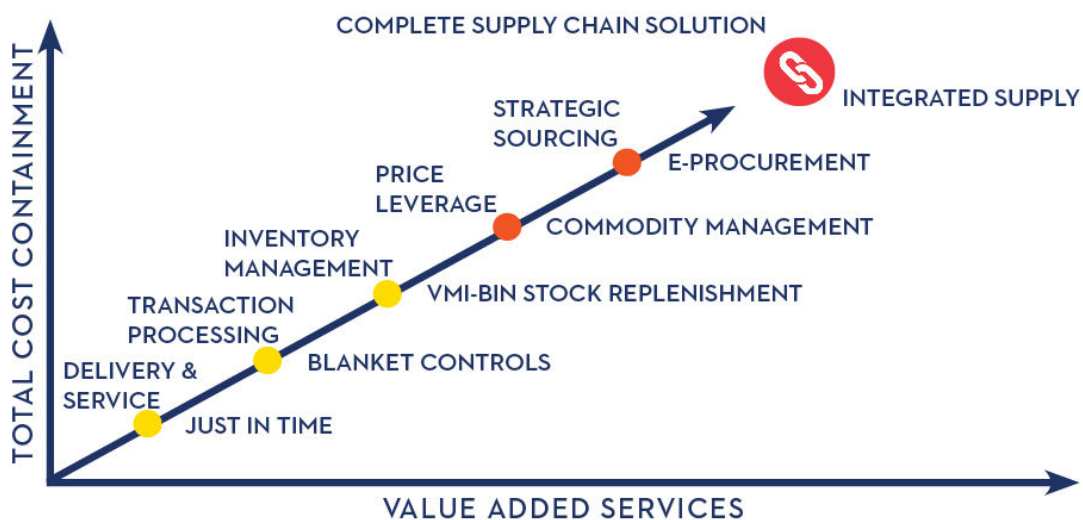 COMPLETE SUPPLY CHAIN SOLUTION
INTEGRATED SUPPLY
STRATEGIC
SOURCING
E-PROCUREMENT
PRICE
LEVERAGE
COMMODITY MANAGEMENT
INVENTORY
MANAGEMENT
VMI-BIN STOCK REPLENISHMENT
TRANSACTION
PROCESSING
BLANKET CONTROLS
DELIVERY &
SERVICE
JUST IN TIME
TOTAL COST CONTAINMENT
VALUE ADDED SERVICES